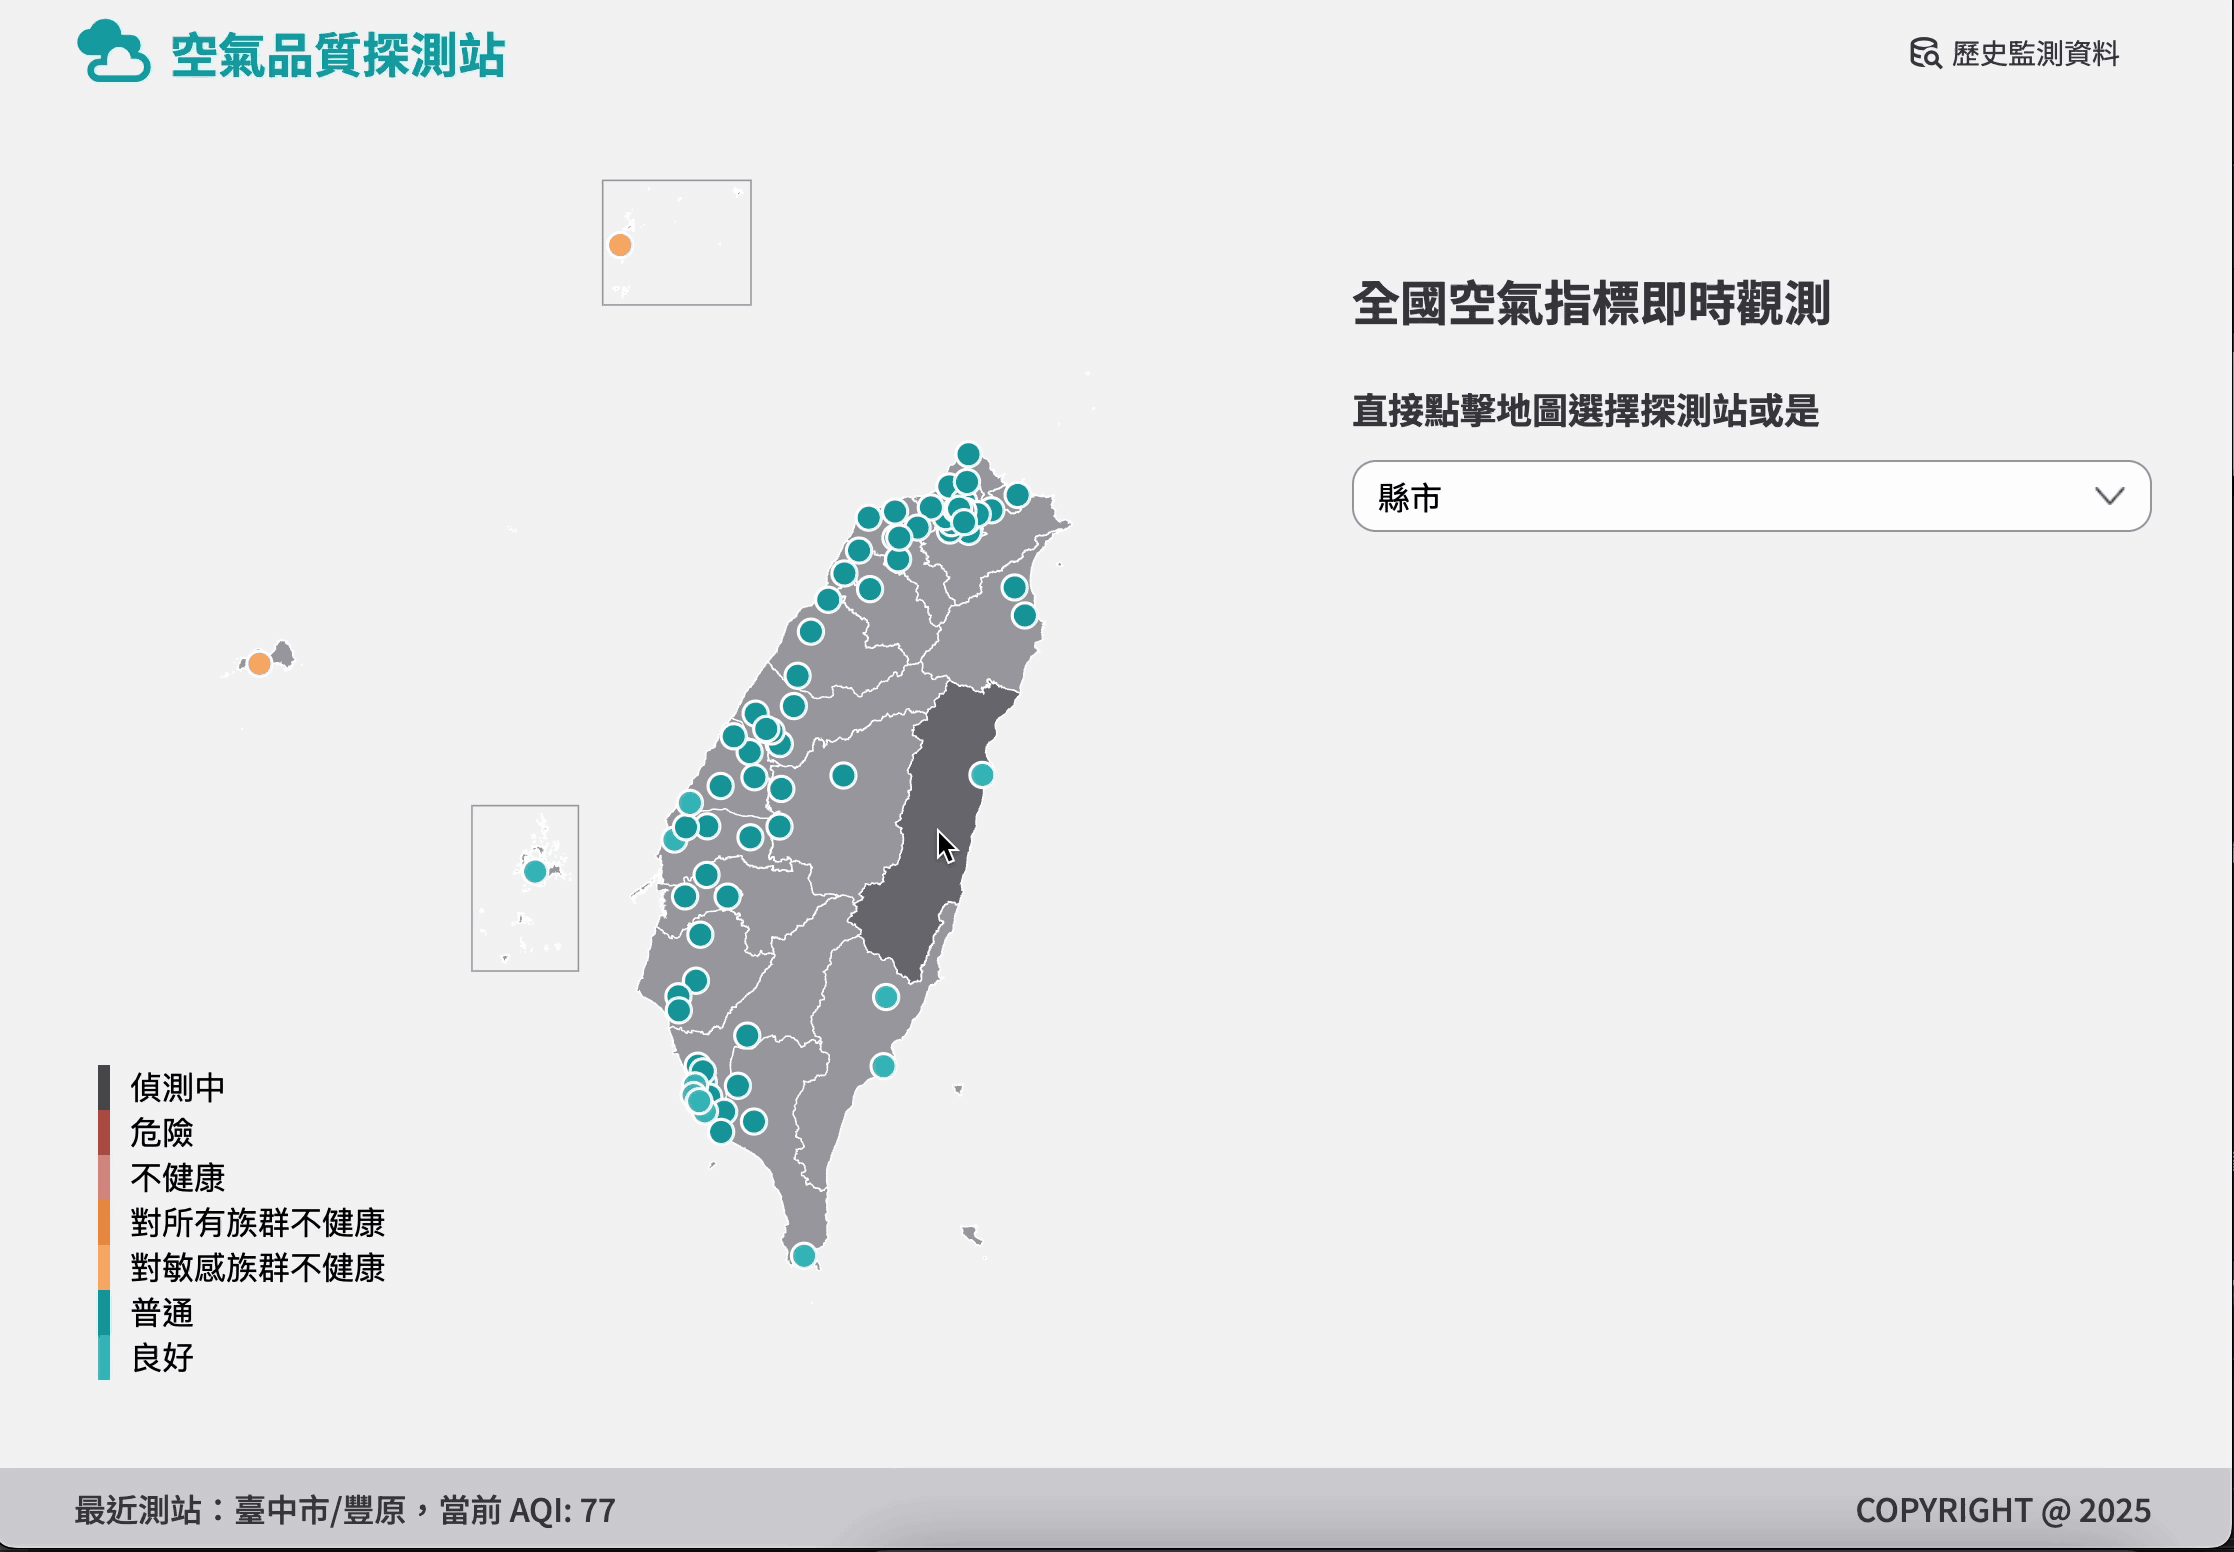 空氣品質探測站
歷史監測資料
全國空氣指標即時觀測
直接點擊地圖選擇探測站或是
縣市
偵測中
危險
不健康
對所有族群不健康
對敏感族群不健康
普通
良好
最近測站：臺中市/豐原，當前 AQI: 77
COPYRIGHT @ 2025